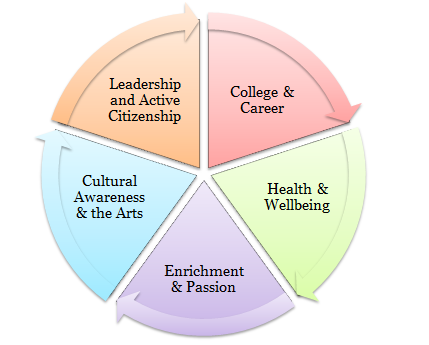 Leadership
and Active
Citizenship
College &
Career
Cultural
Awareness
& the Arts
Health &
Wellbeing
Enrichment
& Passion